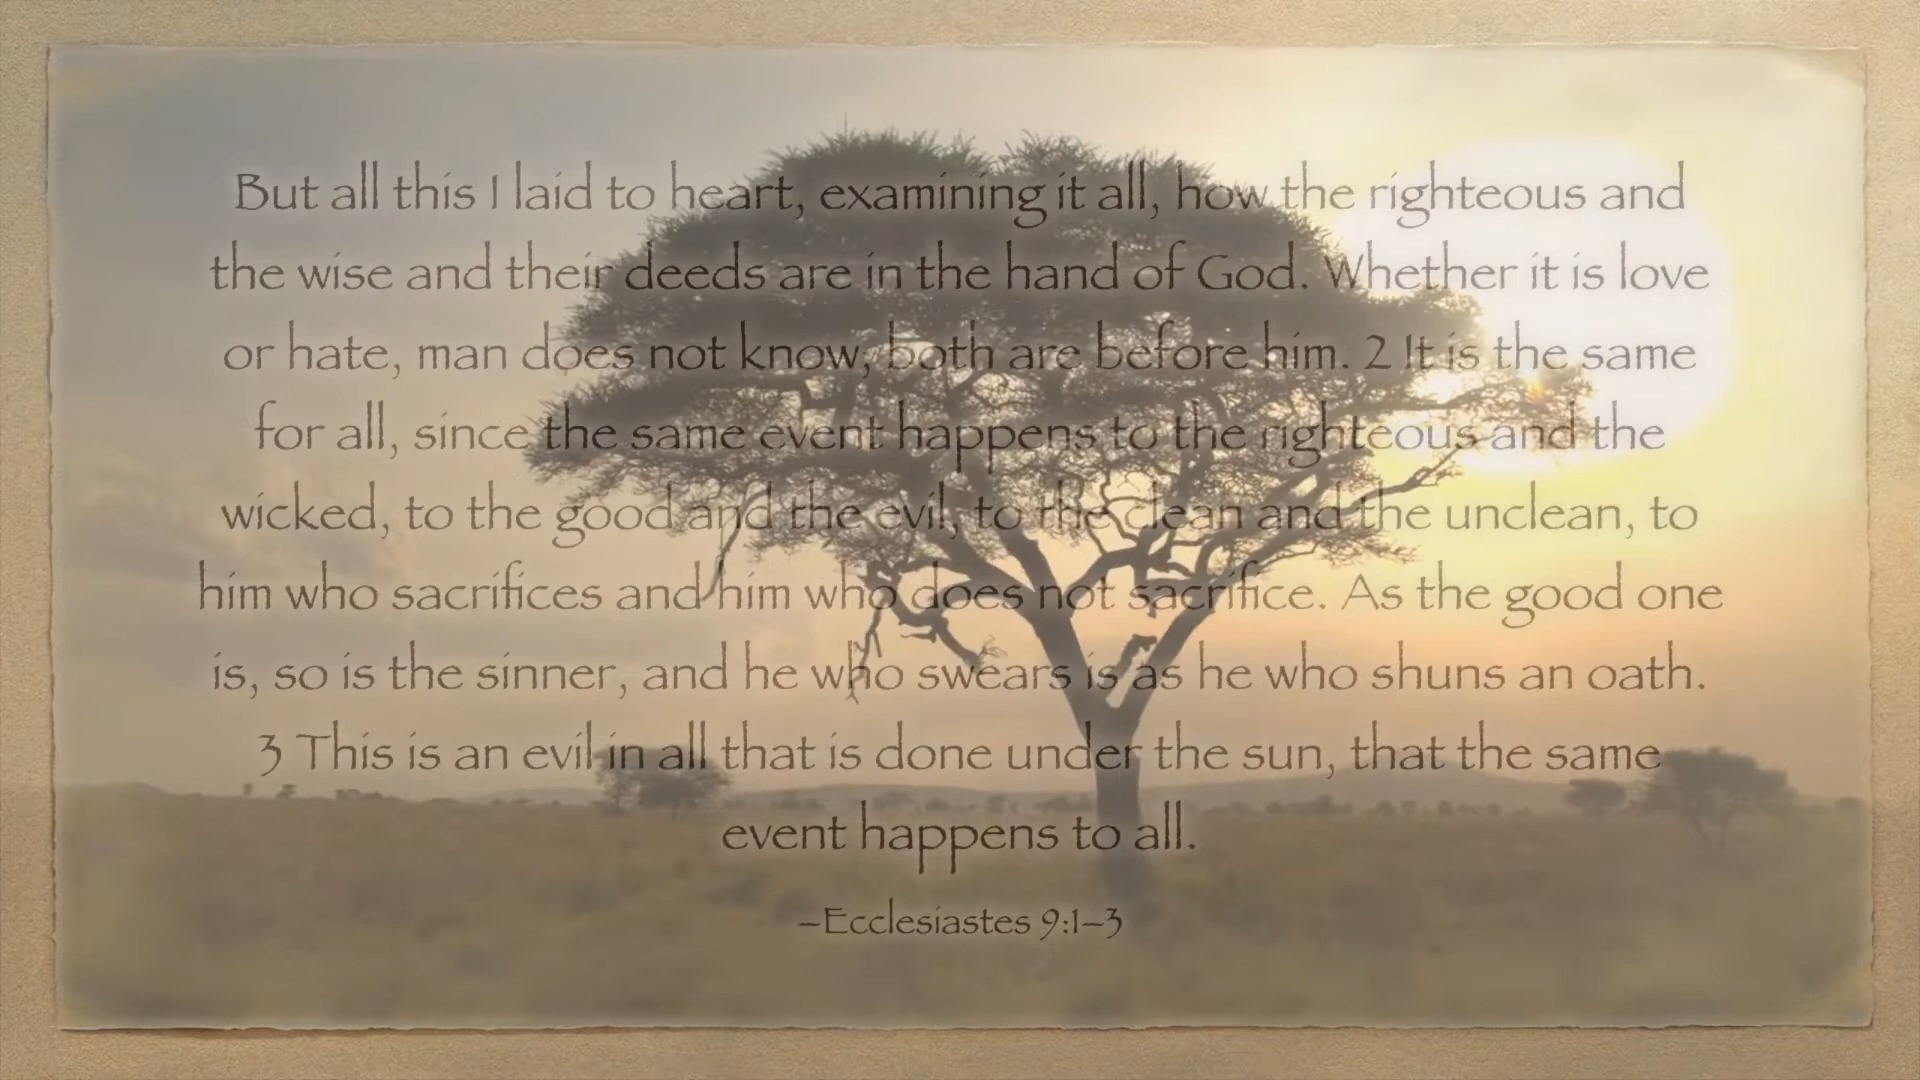 But all this I laid to heart, examining it all, how the righteous and
the wise and their deeds are in the hand of God. Whether it is love
or hate, man does not know; both are before him. 2 It is the same
for all, since the same event happens to the righteous and the
wicked, to the good and the evil, to the clean and the unclean, to
him who sacrifices and him who does not sacrifice. As the good one
is, so is the sinner, and he who swears is as he who shuns an oath.
3 This is an evil in all that is done under the sun, that the same
event happens to all.
–Ecclesiastes 9:1–3